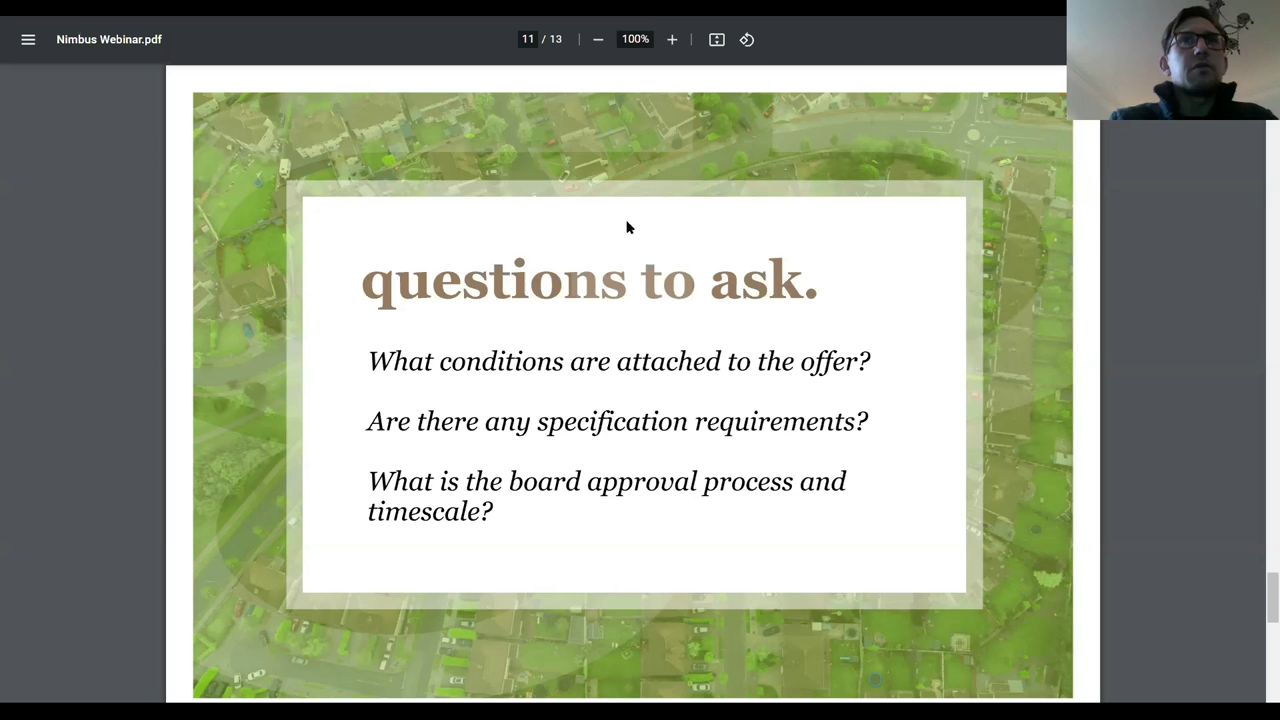 Nimbus Webinar.pdf
11 / 13
100%
questions to ask.
What conditions are attached to the offer?
Are there any specification requirements?
What is the board approval process and
timescale?